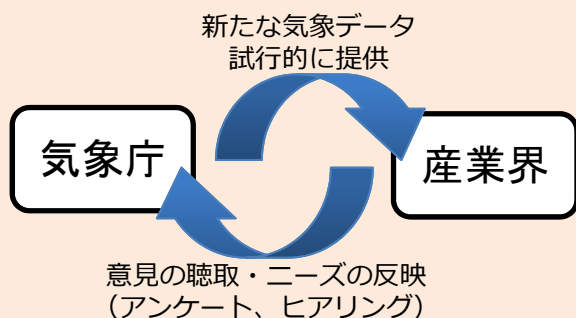 新たな気象データ
試行的に提供
気象庁
産業界
意見の聴取・ニーズの反映
（アンケート、ヒアリング）